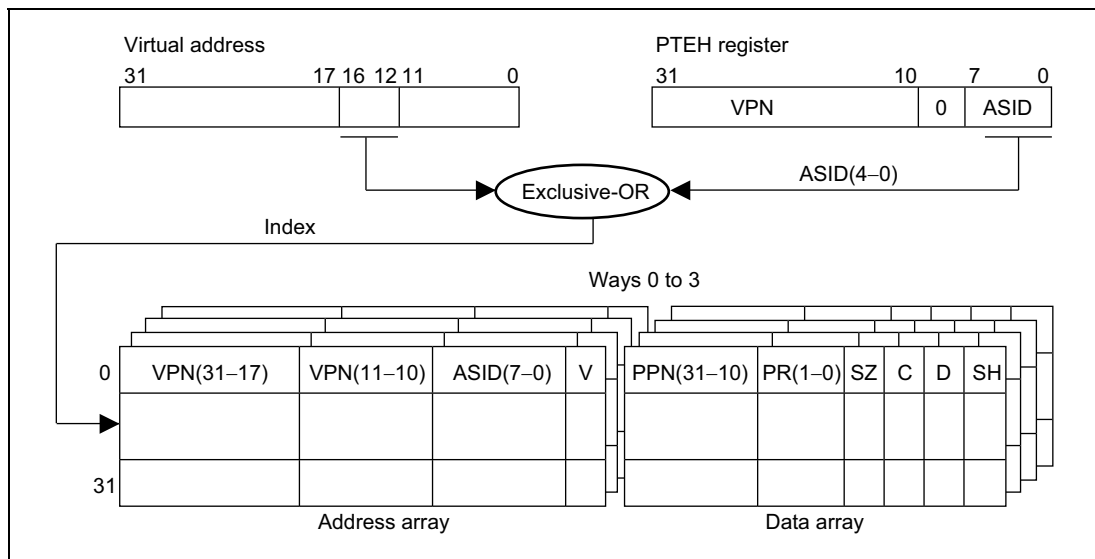 Virtual address
PTEH register
31 17 16 12 11 0
31 10 7 0
VPN 0 ASID
Exclusive-OR
ASID(4–0)
Index
Ways 0 to 3
0 VPN(31–17) VPN(11–10) ASID(7–0) V PPN(31–10) PR(1–0) SZ C D SH
31
Address array
Data array